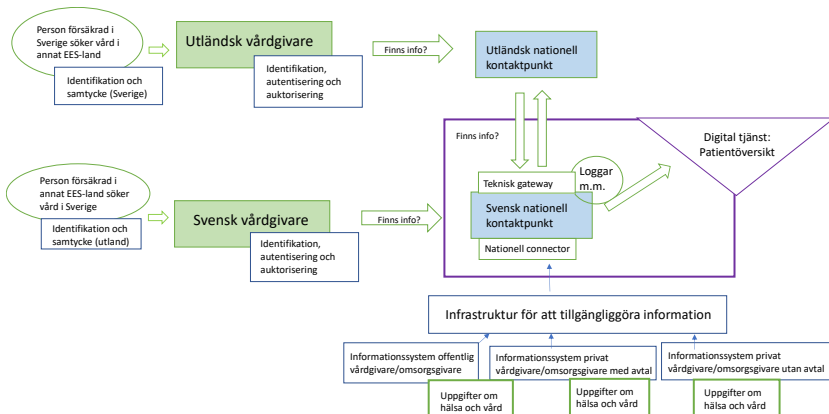 Person försäkrad i
Sverige söker vård i
annat EES-land
Identifikation och
samtycke (Sverige)
Utländsk vårdgivare
Identifikation,
autentisering och
auktorisering
Finns info?
Utländsk nationell
kontaktpunkt
Finns info?
Digital tjänst:
Patientöversikt
Teknisk gateway
Loggar
m.m.
Svensk nationell
kontaktpunkt
Nationell connector
Person försäkrad i
annat EES-land söker
vård i Sverige
Identifikation och
samtycke (utland)
Svensk vårdgivare
Identifikation,
autentisering och
auktorisering
Finns info?
Infrastruktur för att tillgängliggöra information
Informationssystem offentlig
vårdgivare/omsorgsgivare
Uppgifter om
hälsa och vård
Informationssystem privat
vårdgivare/omsorgsgivare med avtal
Uppgifter om
hälsa och vård
Informationssystem privat
vårdgivare/omsorgsgivare utan avtal
Uppgifter om
hälsa och vård